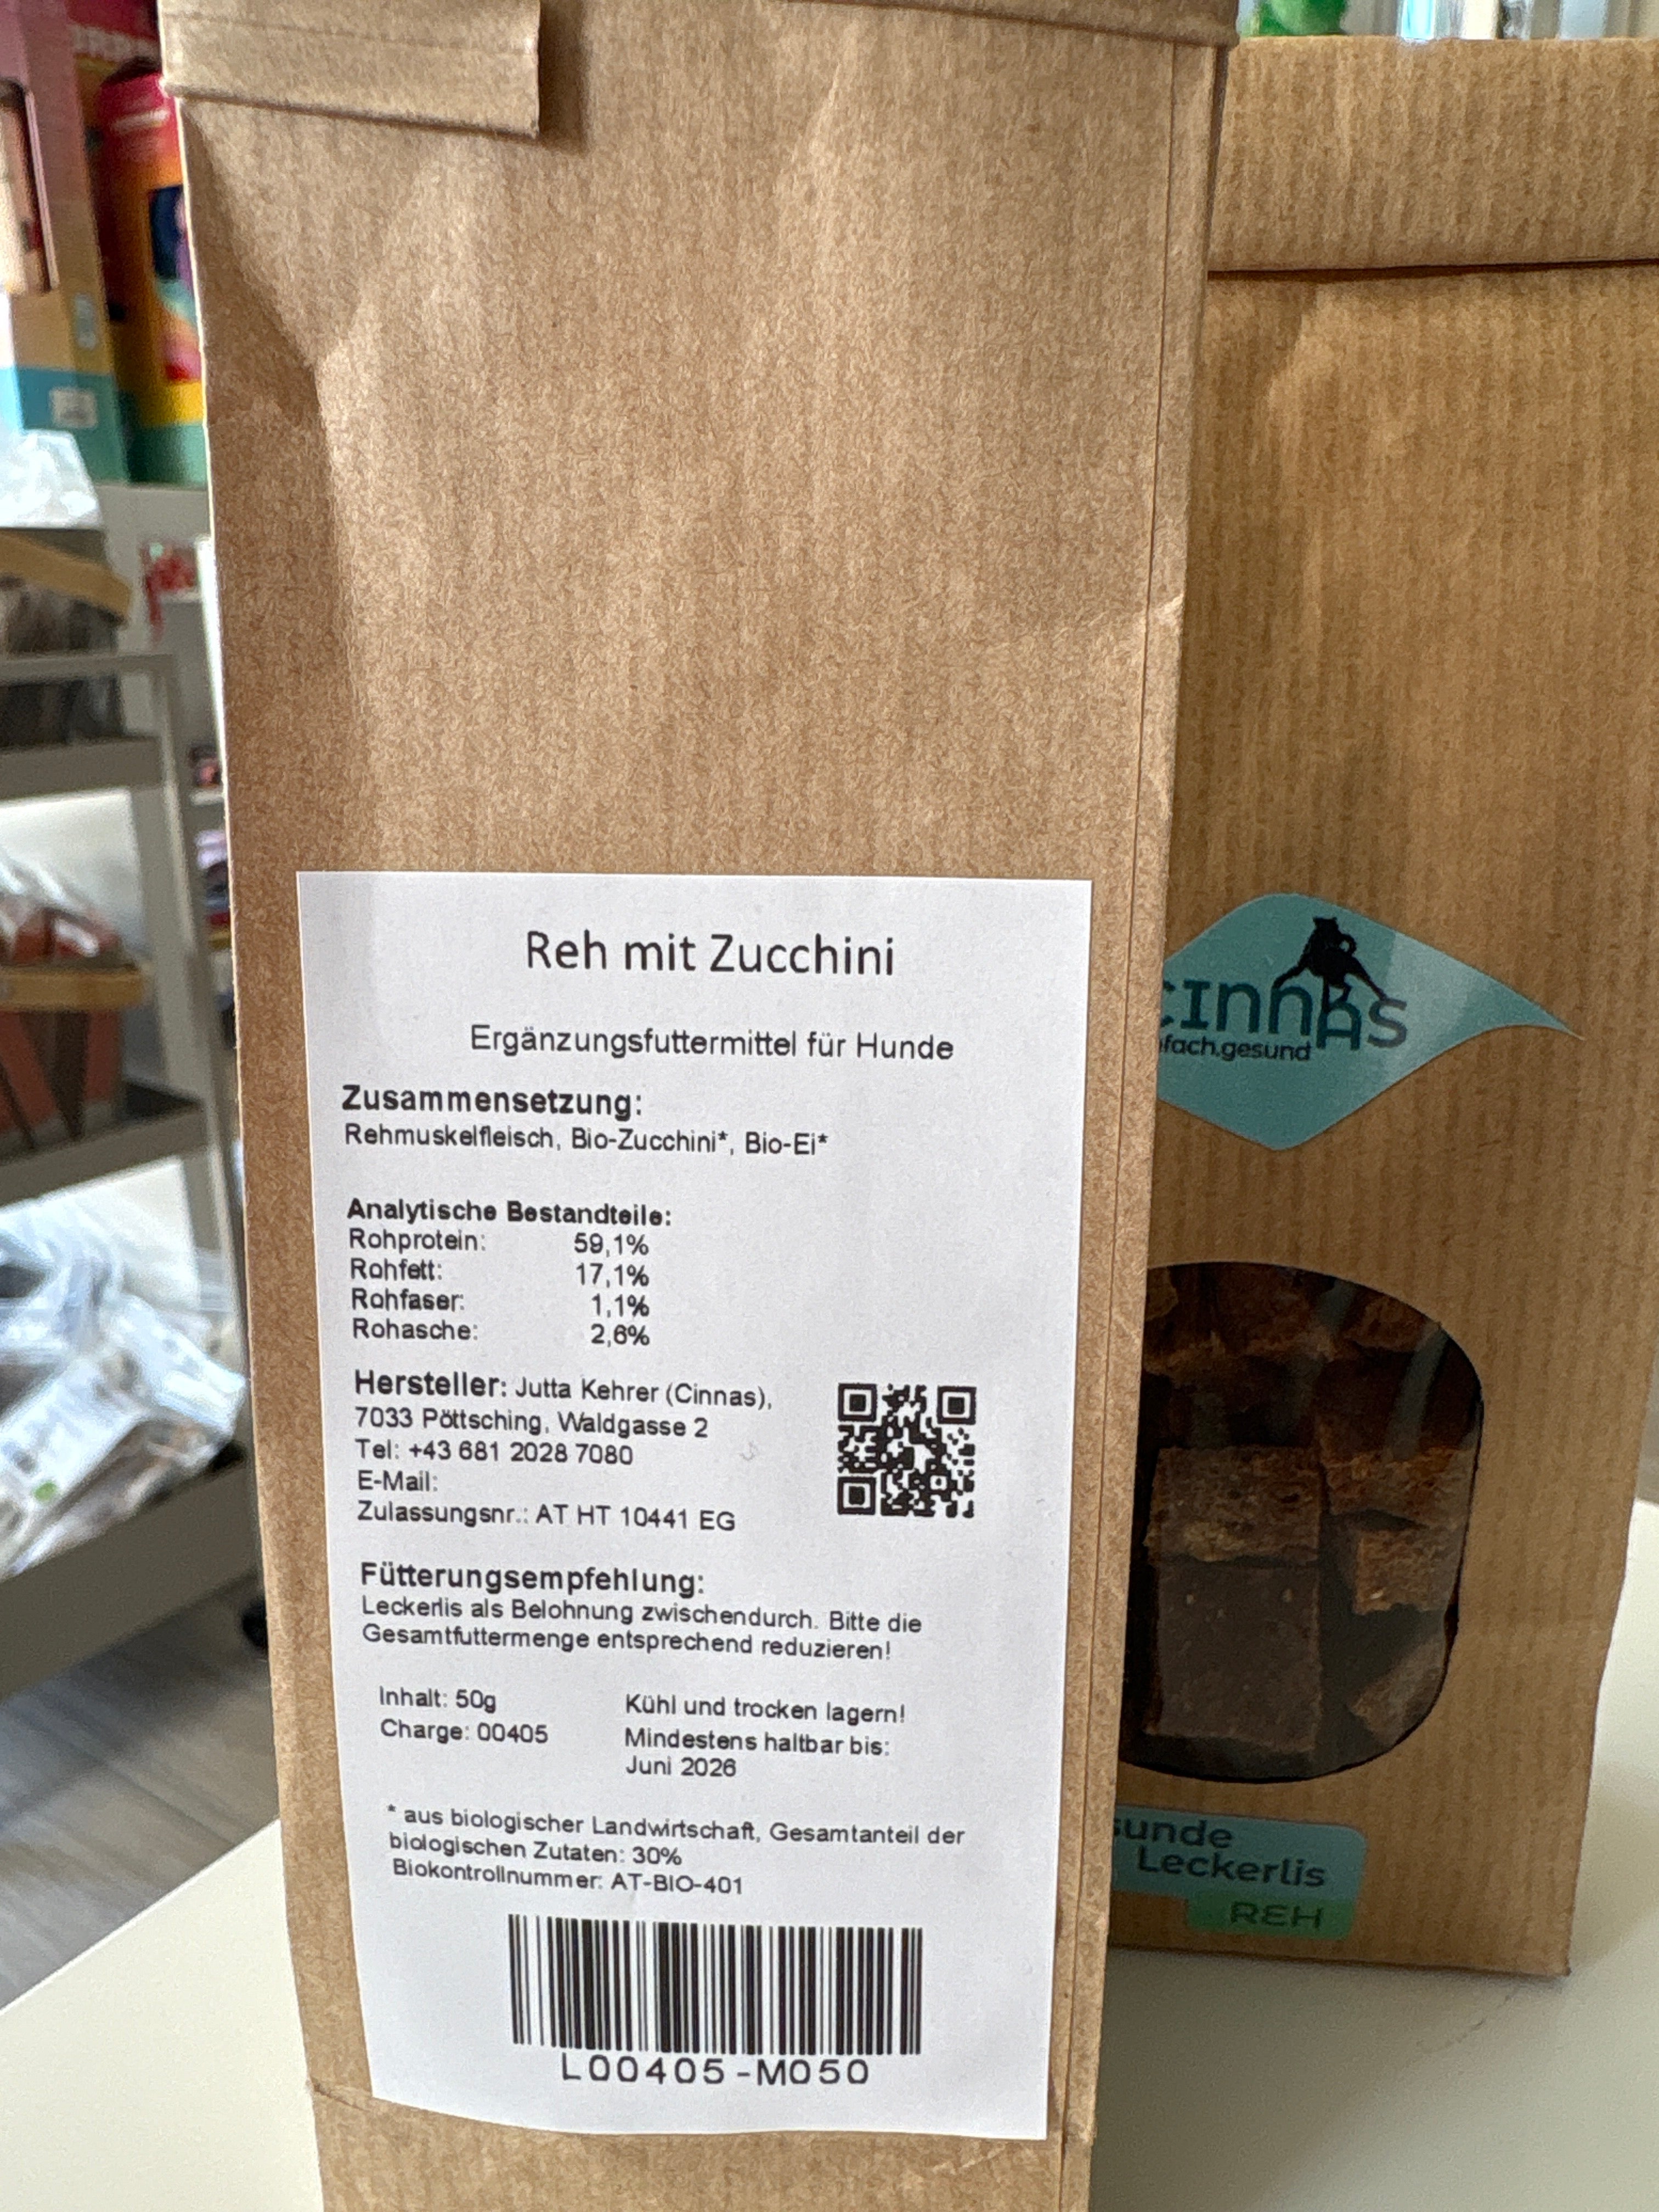 Reh mit Zucchini
Ergänzungsfuttermittel für Hunde
Zusammensetzung:
Rehmuskelfleisch, Bio-Zucchini*, Bio-Ei*
Analytische Bestandteile:
Rohprotein: 59,1%
Rohfett: 17,1%
Rohfaser: 1,1%
Rohasche: 2,6%
Hersteller: Jutta Kehrer (Cinnas),
7033 Pöttsching, Waldgasse 2
Tel: +43 681 2028 7080
E-Mail:
Zulassungsnr.: AT HT 10441 EG
Fütterungsempfehlung:
Leckerlis als Belohnung zwischendurch. Bitte die
Gesamtfuttermenge entsprechend reduzieren!
Inhalt: 50g
Charge: 00405
Kühl und trocken lagern!
Mindestens haltbar bis:
Juni 2026
* aus biologischer Landwirtschaft, Gesamtanteil der
biologischen Zutaten: 30%
Biokontrollnummer: AT-BIO-401
L00405-M050
cinnas
fach.gesund
sunde
Leckerlis
REH